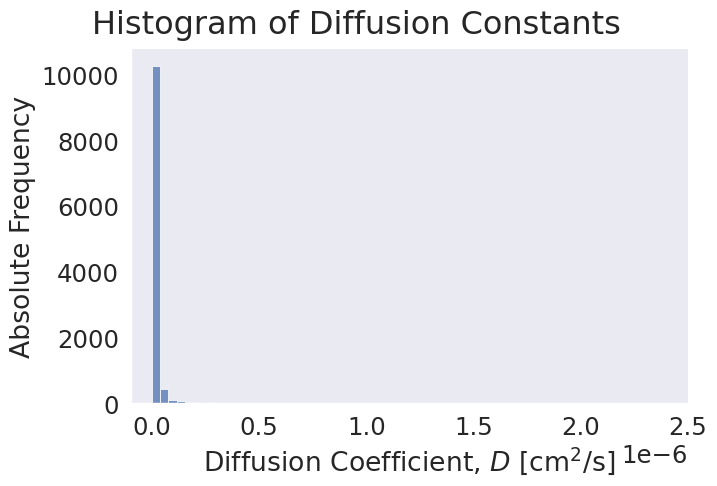 Histogram of Diffusion Constants
Absolute Frequency
10000
8000
6000
4000
2000
0
0.0 0.5 1.0 1.5 2.0 2.5
Diffusion Coefficient, D [cm²/s] 1e−6